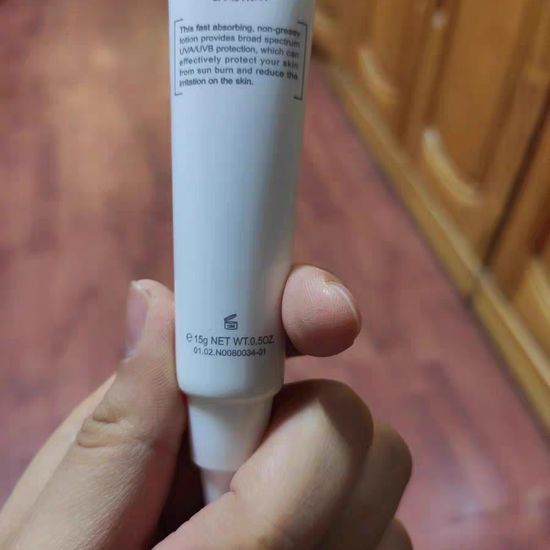 This fast absorbing, non-greasy
lotion provides broad spectrum
UVA/UVB protection, which can
effectively protect your skin
from sun burn and reduce the
irritation on the skin.
℮15g NET WT.0.5OZ.
01.02.N0080034-01